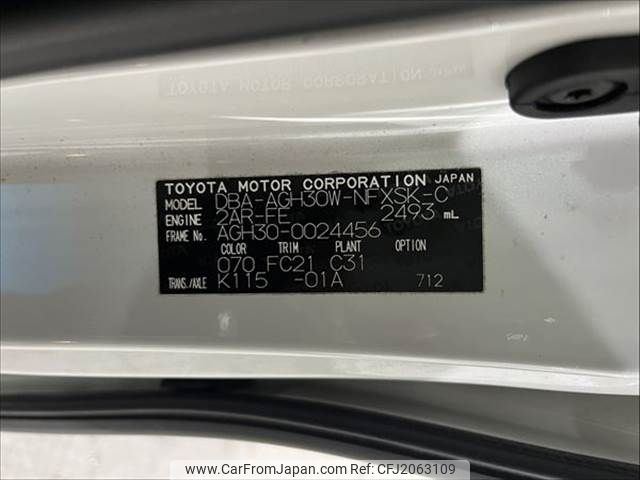 TOYOTA MOTOR CORPORATION JAPAN
MODEL DBA-AGH30W-NFXSK-C
ENGINE 2AR-FE 2493 mL
FRAME No. AGH30-0024456
COLOR TRIM PLANT OPTION
070 FC21 C31
TRANS./AXLE K115 -01A 712
www.CarFromJapan.com | CFJ2063109